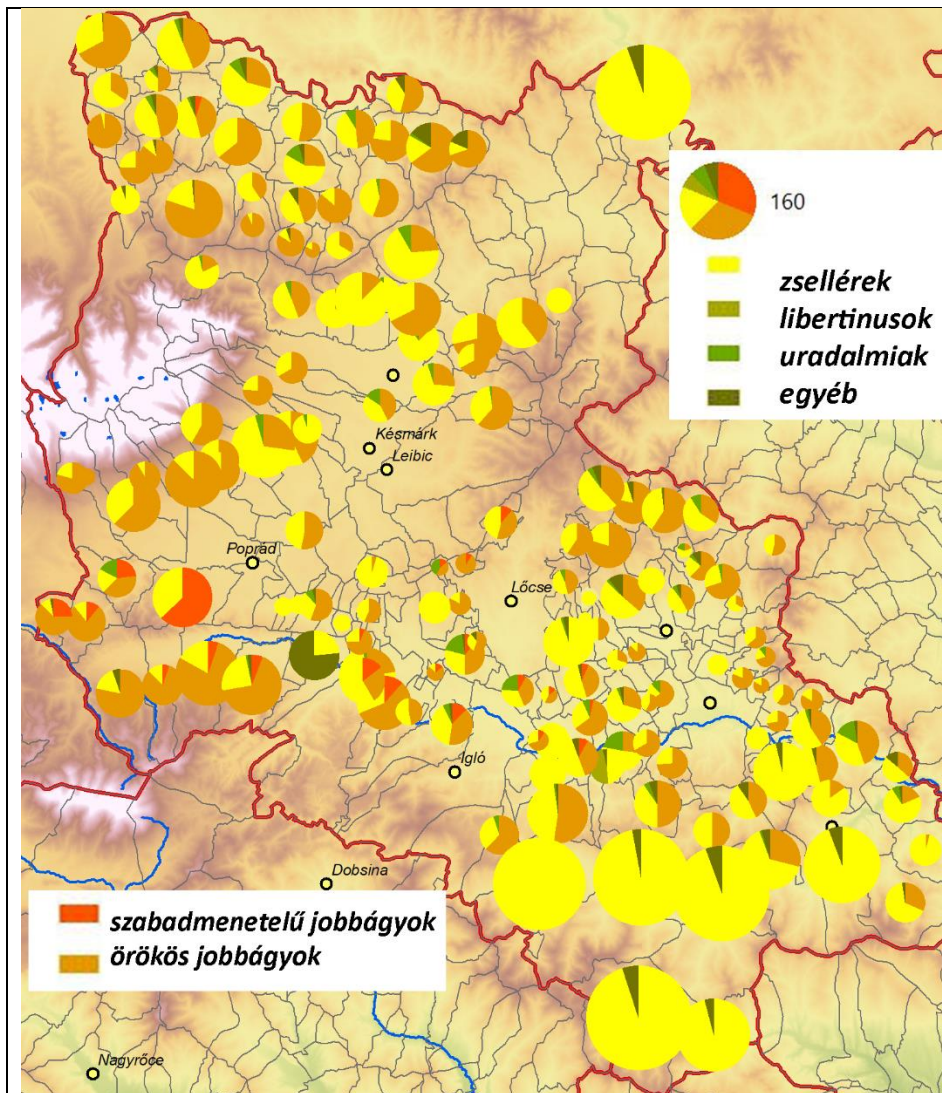 160
zsellérek
libertinusok
uradalmiak
egyéb
Késmárk
Leibic
Poprád
Lőcse
Igló
Dobsina
szabadmenetelű jobbágyok
örökös jobbágyok
Nagyrőce